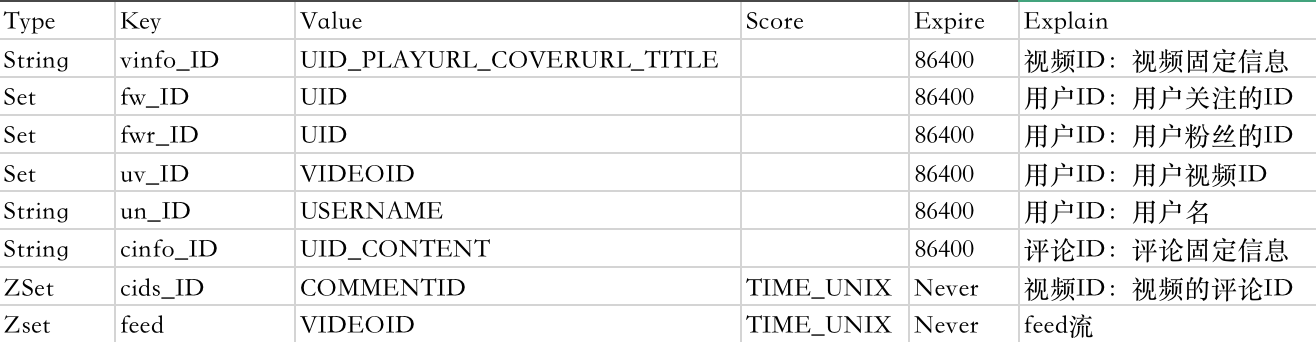 Type Key Value Score Expire Explain
String vinfo_ID UID_PLAYURL_COVERURL_TITLE 86400 视频ID：视频固定信息
Set fw_ID UID 86400 用户ID：用户关注的ID
Set fwr_ID UID 86400 用户ID：用户粉丝的ID
Set uv_ID VIDEOID 86400 用户ID：用户视频ID
String un_ID USERNAME 86400 用户ID：用户名
String cinfo_ID UID_CONTENT 86400 评论ID：评论固定信息
ZSet cids_ID COMMENTID TIME_UNIX Never 视频ID：视频的评论ID
Zset feed VIDEOID TIME_UNIX Never feed流